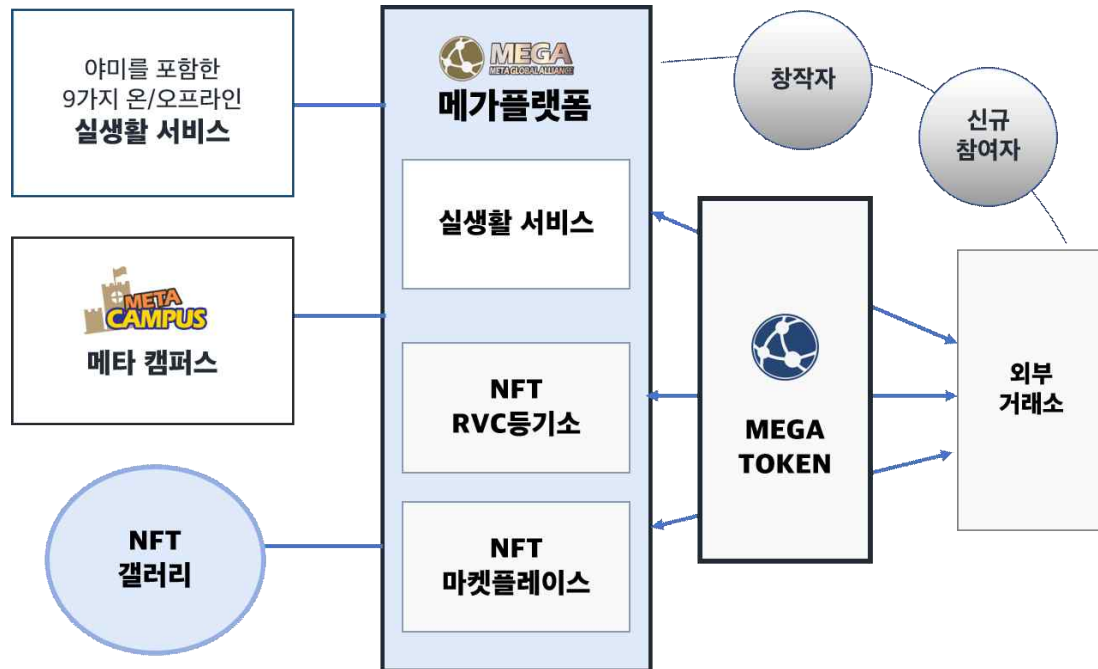 야미를 포함한
9가지 온/오프라인
실생활 서비스
META
CAMPUS
메타 캠퍼스
NFT
갤러리
MEGA
META GLOBAL ALLIANCE
메가플랫폼
실생활 서비스
NFT
RVC등기소
NFT
마켓플레이스
MEGA
TOKEN
창작자
신규
참여자
외부
거래소